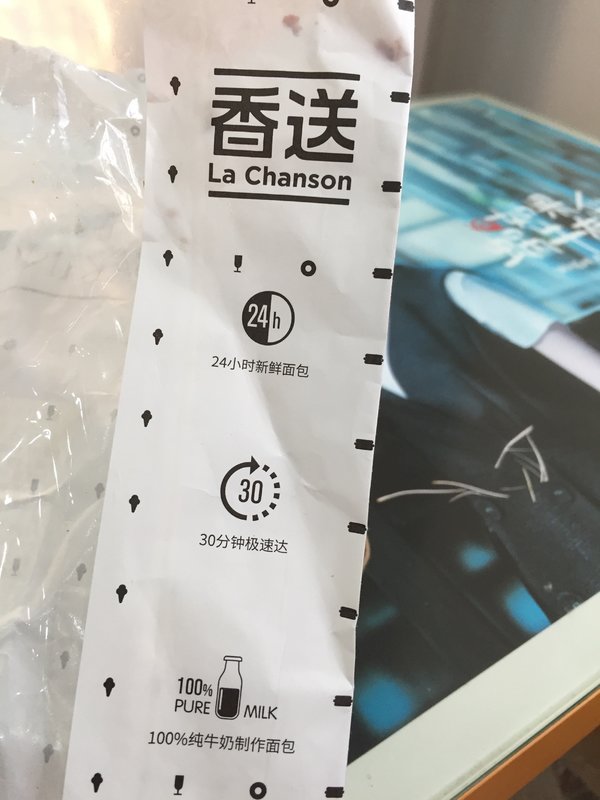 香送
La Chanson
24h
24小时新鲜面包
30
30分钟极速达
100%
PURE MILK
100%纯牛奶制作面包